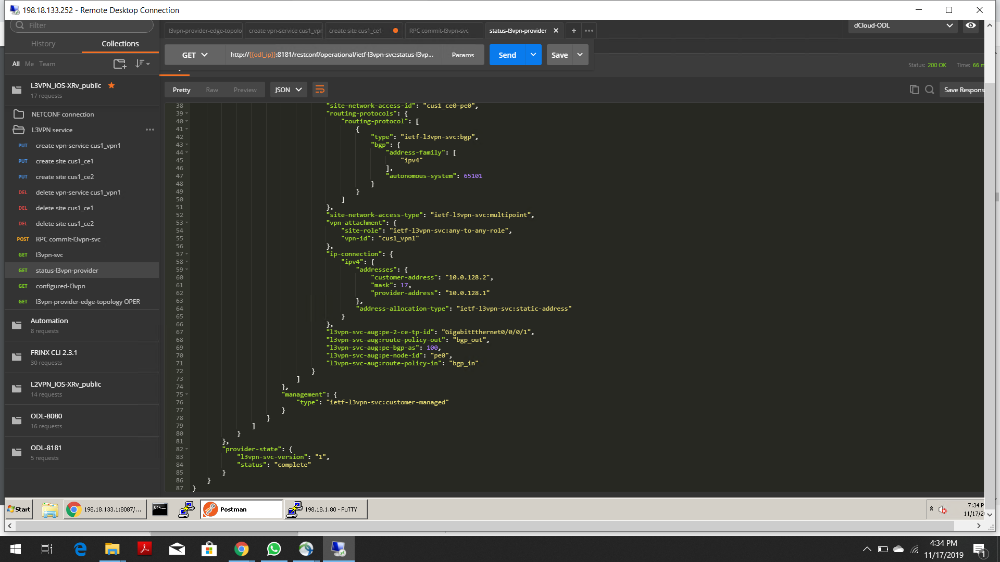 198.18.133.252 - Remote Desktop Connection
Filter
History
Collections
All Me Team
L3VPN_IOS-XRv_public
17 requests
NETCONF connection
L3VPN service
PUT create vpn-service cus1_vpn1
PUT create site cus1_ce1
PUT create site cus1_ce2
DEL delete vpn-service cus1_vpn1
DEL delete site cus1_ce1
DEL delete site cus1_ce2
POST RPC commit-l3vpn-svc
GET l3vpn-svc
GET status-l3vpn-provider
GET configured-l3vpn
GET l3vpn-provider-edge-topology OPER
Automation
8 requests
FRINX CLI 2.3.1
30 requests
L2VPN_IOS-XRv_public
14 requests
ODL-8080
16 requests
ODL-8181
5 requests
l3vpn-provider-edge-topolo
create vpn-service cus1_vpr
create site cus1_ce1
RPC commit-l3vpn-svc
status-l3vpn-provider
dCloud-ODL
GET http://{{odl_ip}}:8181/restconf/operational/ietf-l3vpn-svc:status-l3vp... Params Send Save
Status: 200 OK Time: 66 m
Pretty Raw Preview JSON Save Respons
38 "site-network-access-id": "cus1_ce0-pe0",
39 "routing-protocols": {
40 "routing-protocol": [
41 {
42 "type": "ietf-l3vpn-svc:bgp",
43 "bgp": {
44 "address-family": [
45 "ipv4"
46 ],
47 "autonomous-system": 65101
48 }
49 }
50 ]
51 },
52 "site-network-access-type": "ietf-l3vpn-svc:multipoint",
53 "vpn-attachment": {
54 "site-role": "ietf-l3vpn-svc:any-to-any-role",
55 "vpn-id": "cus1_vpn1"
56 },
57 "ip-connection": {
58 "ipv4": {
59 "addresses": {
60 "customer-address": "10.0.128.2",
61 "mask": 17,
62 "provider-address": "10.0.128.1"
63 },
64 "address-allocation-type": "ietf-l3vpn-svc:static-address"
65 }
66 },
67 "l3vpn-svc-aug:pe-2-ce-tp-id": "GigabitEthernet0/0/0/1",
68 "l3vpn-svc-aug:route-policy-out": "bgp_out",
69 "l3vpn-svc-aug:pe-bgp-as": 100,
70 "l3vpn-svc-aug:pe-node-id": "pe0",
71 "l3vpn-svc-aug:route-policy-in": "bgp_in"
72 }
73 ]
74 },
75 "management": {
76 "type": "ietf-l3vpn-svc:customer-managed"
77 }
78 }
79 ]
80 }
81 },
82 "provider-state": {
83 "l3vpn-svc-version": "1",
84 "status": "complete"
85 }
86 }
87 }
Start
198.18.133.1:8087/...
Postman
198.18.1.80 - PuTTY
7:34 P
11/17/20
4:34 PM
11/17/2019
1